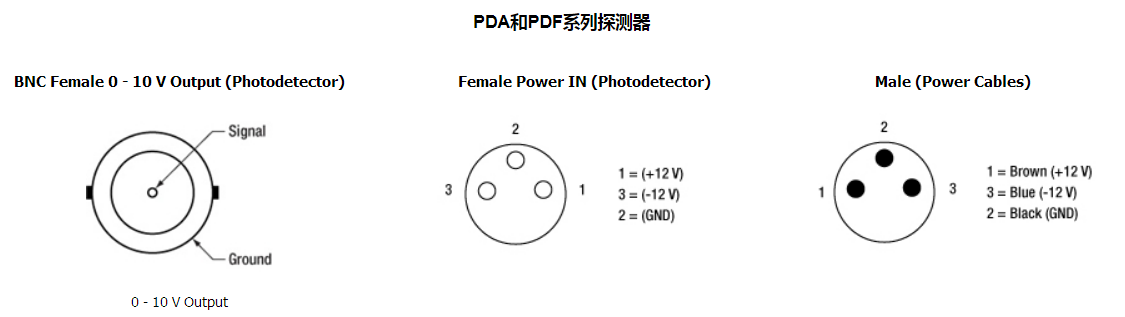 PDA和PDF系列探测器
BNC Female 0 - 10 V Output (Photodetector)
Signal
Ground
0 - 10 V Output
Female Power IN (Photodetector)
2
3
1
1 = (+12 V)
3 = (-12 V)
2 = (GND)
Male (Power Cables)
2
1
3
1 = Brown (+12 V)
3 = Blue (-12 V)
2 = Black (GND)